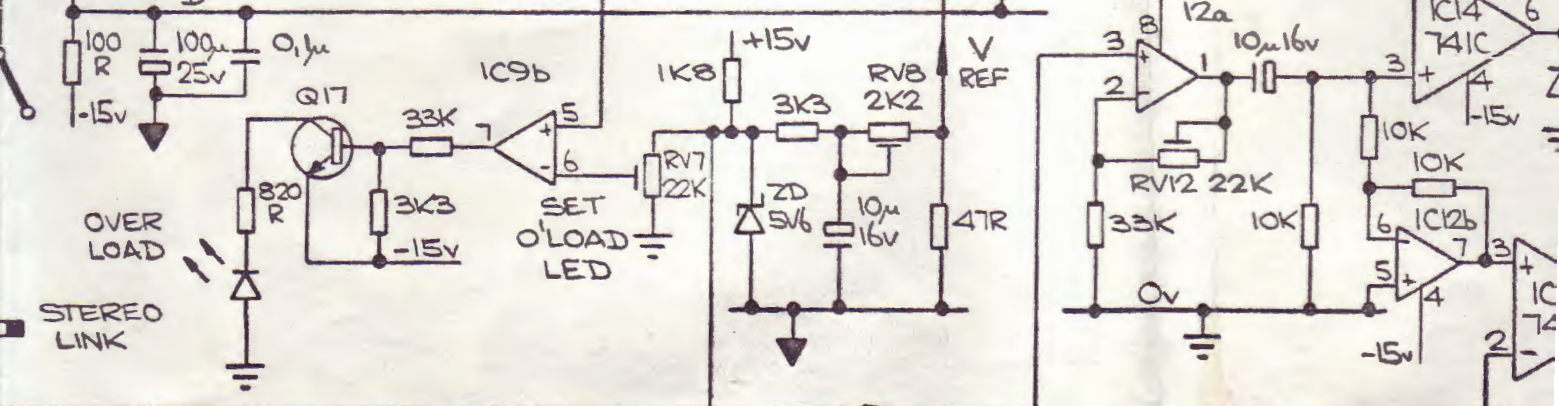 100
R
100µ
25v
0,1µ
-15v
Q17
820
R
OVER
LOAD
STEREO
LINK
33K
3K3
-15v
IC9b
7
5
+
6
-
SET
O'LOAD
LED
+15v
1K8
RV7
22K
3K3
ZD
5V6
10µ
16v
RV8
2K2
V
REF
47R
12a
8
3
+
2
-
1
10µ16v
RV12 22K
33K
10K
0v
IC14
741C
6
3
+
4
-15v
10K
10K
IC12b
6
-
5
+
7
4
-15v
3
+
IC
74
2
-